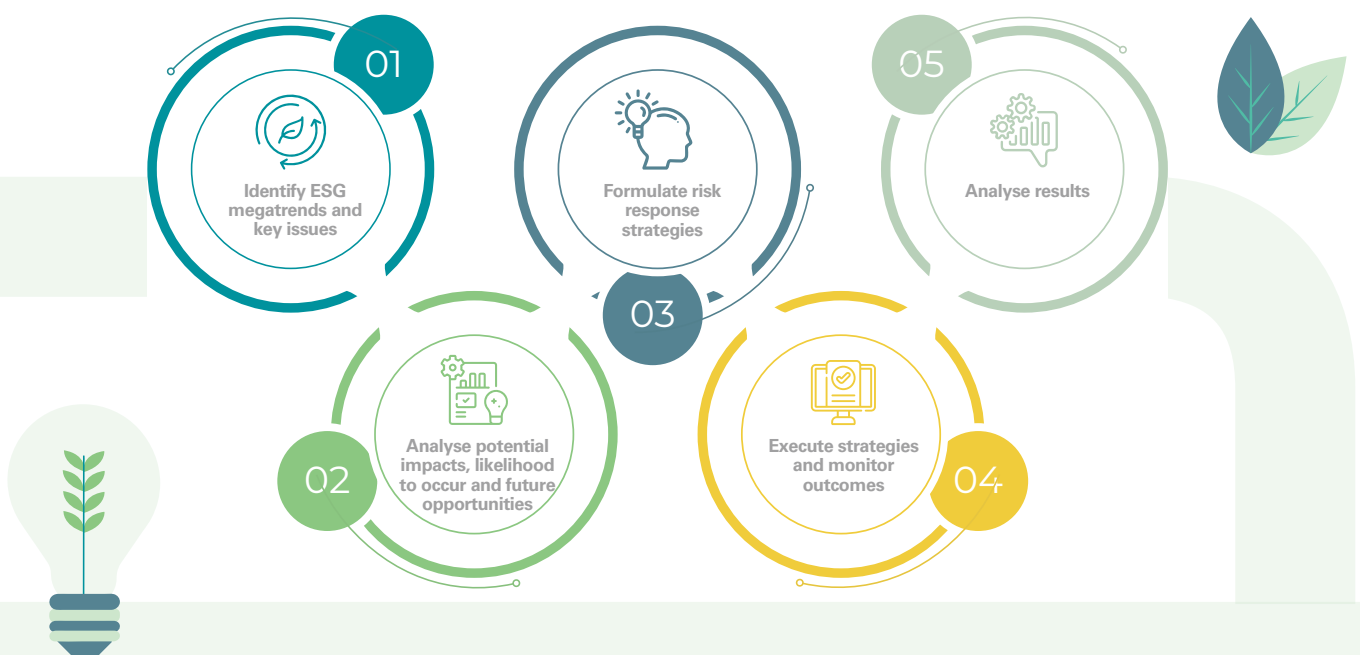 01
Identify ESG
megatrends and
key issues
02
Analyse potential
impacts, likelihood
to occur and future
opportunities
03
Formulate risk
response
strategies
04
Execute strategies
and monitor
outcomes
05
Analyse results